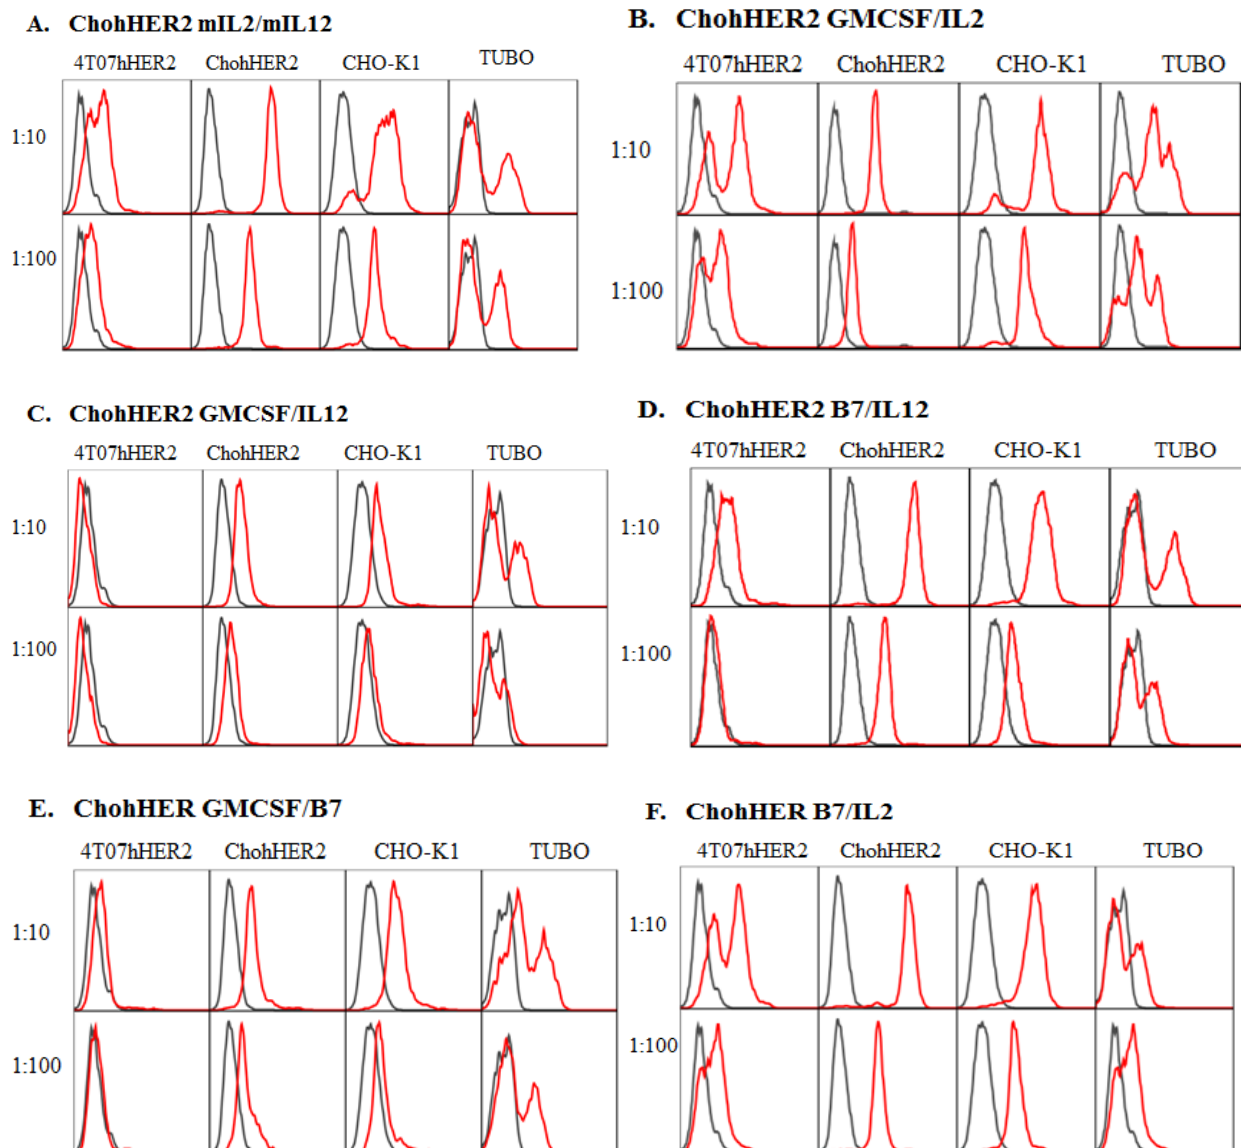 A. ChohHER2 mIL2/mIL12
4T07hHER2 ChohHER2 CHO-K1 TUBO
1:10
1:100
B. ChohHER2 GMCSF/IL2
4T07hHER2 ChohHER2 CHO-K1 TUBO
1:10
1:100
C. ChohHER2 GMCSF/IL12
4T07hHER2 ChohHER2 CHO-K1 TUBO
1:10
1:100
D. ChohHER2 B7/IL12
4T07hHER2 ChohHER2 CHO-K1 TUBO
1:10
1:100
E. ChohHER GMCSF/B7
4T07hHER2 ChohHER2 CHO-K1 TUBO
1:10
1:100
F. ChohHER B7/IL2
4T07hHER2 ChohHER2 CHO-K1 TUBO
1:10
1:100